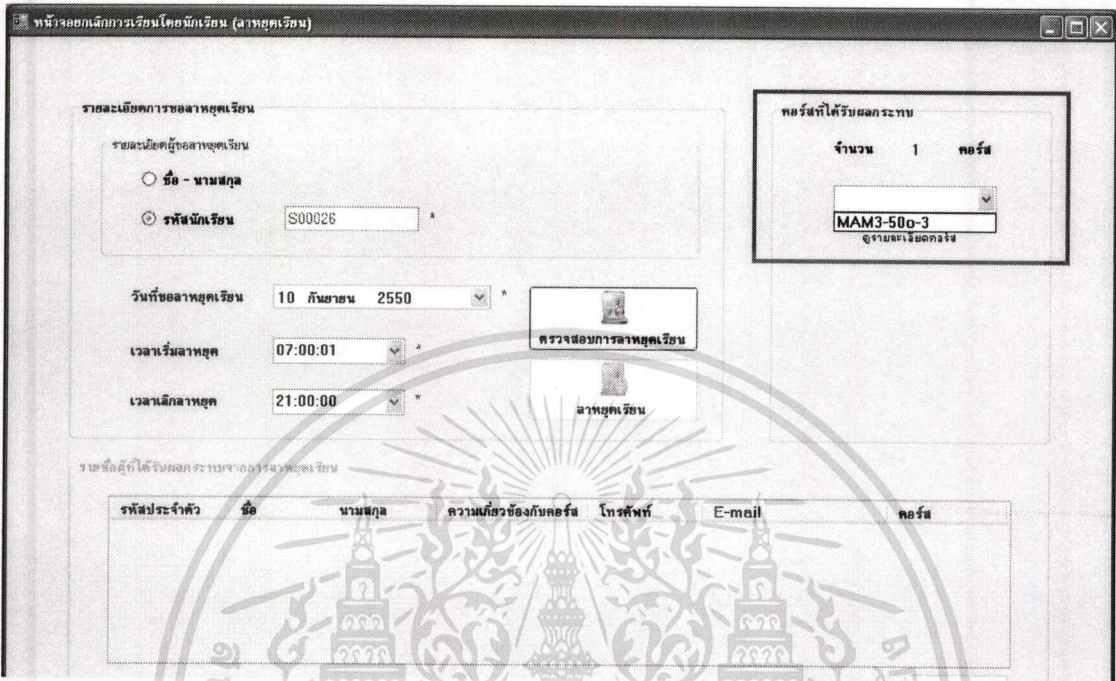 หน้าจอยกเลิกการเรียนโดยนักเรียน (ลาหยุดเรียน)
รายละเอียดการขอลาหยุดเรียน
รายละเอียดผู้ขอลาหยุดเรียน
ชื่อ - นามสกุล
รหัสนักเรียน S00026 *
วันที่ขอลาหยุดเรียน 10 กันยายน 2550 *
เวลาเริ่มลาหยุด 07:00:01 *
เวลาเลิกลาหยุด 21:00:00 *
ตรวจสอบการลาหยุดเรียน
ลาหยุดเรียน
คอร์สที่ได้รับผลกระทบ
จำนวน 1 คอร์ส
MAM3-50o-3
ดูรายละเอียดคอร์ส
รายชื่อผู้ที่ได้รับผลกระทบจากการลาหยุดเรียน
รหัสประจำตัว ชื่อ นามสกุล ความเกี่ยวข้องกับคอร์ส โทรศัพท์ E-mail คอร์ส